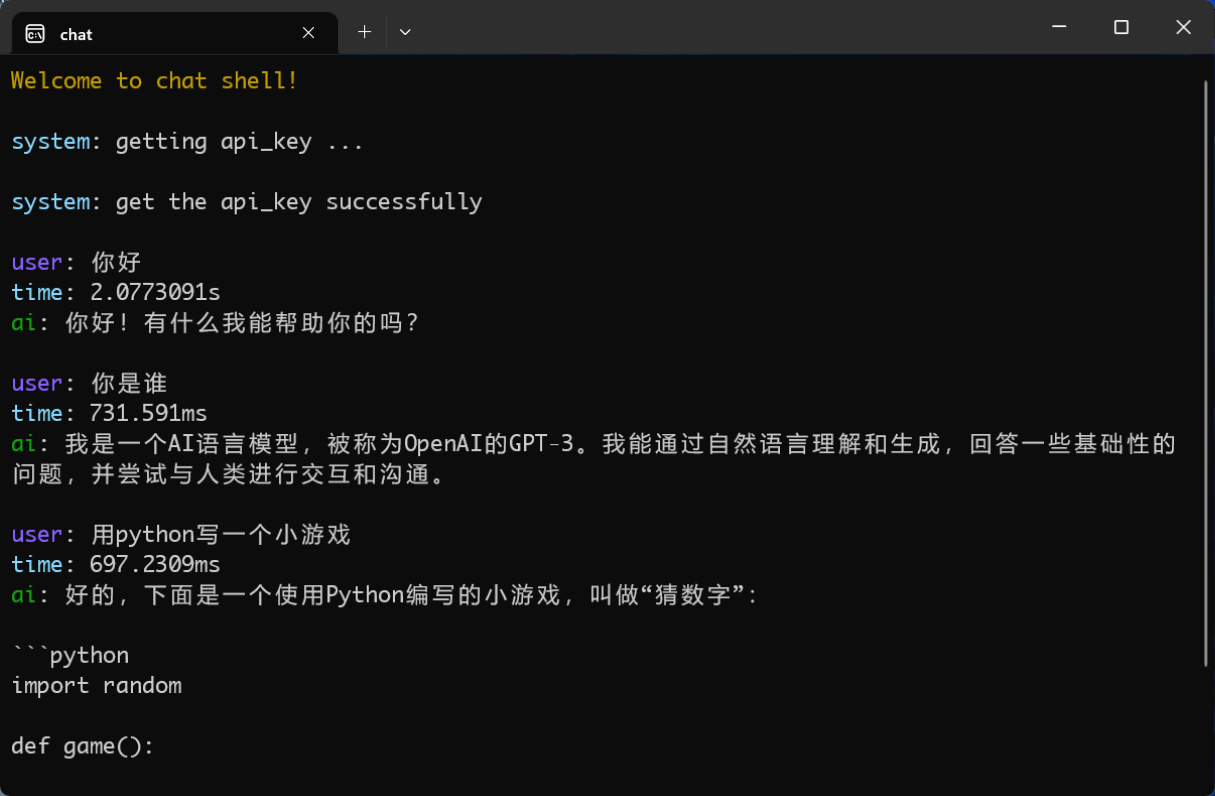 chat
Welcome to chat shell!
system: getting api_key ...
system: get the api_key successfully
user: 你好
time: 2.0773091s
ai: 你好！有什么我能帮助你的吗？
user: 你是谁
time: 731.591ms
ai: 我是一个AI语言模型，被称为OpenAI的GPT-3。我能通过自然语言理解和生成，回答一些基础性的
问题，并尝试与人类进行交互和沟通。
user: 用python写一个小游戏
time: 697.2309ms
ai: 好的，下面是一个使用Python编写的小游戏，叫做“猜数字”：
```python
import random
def game():